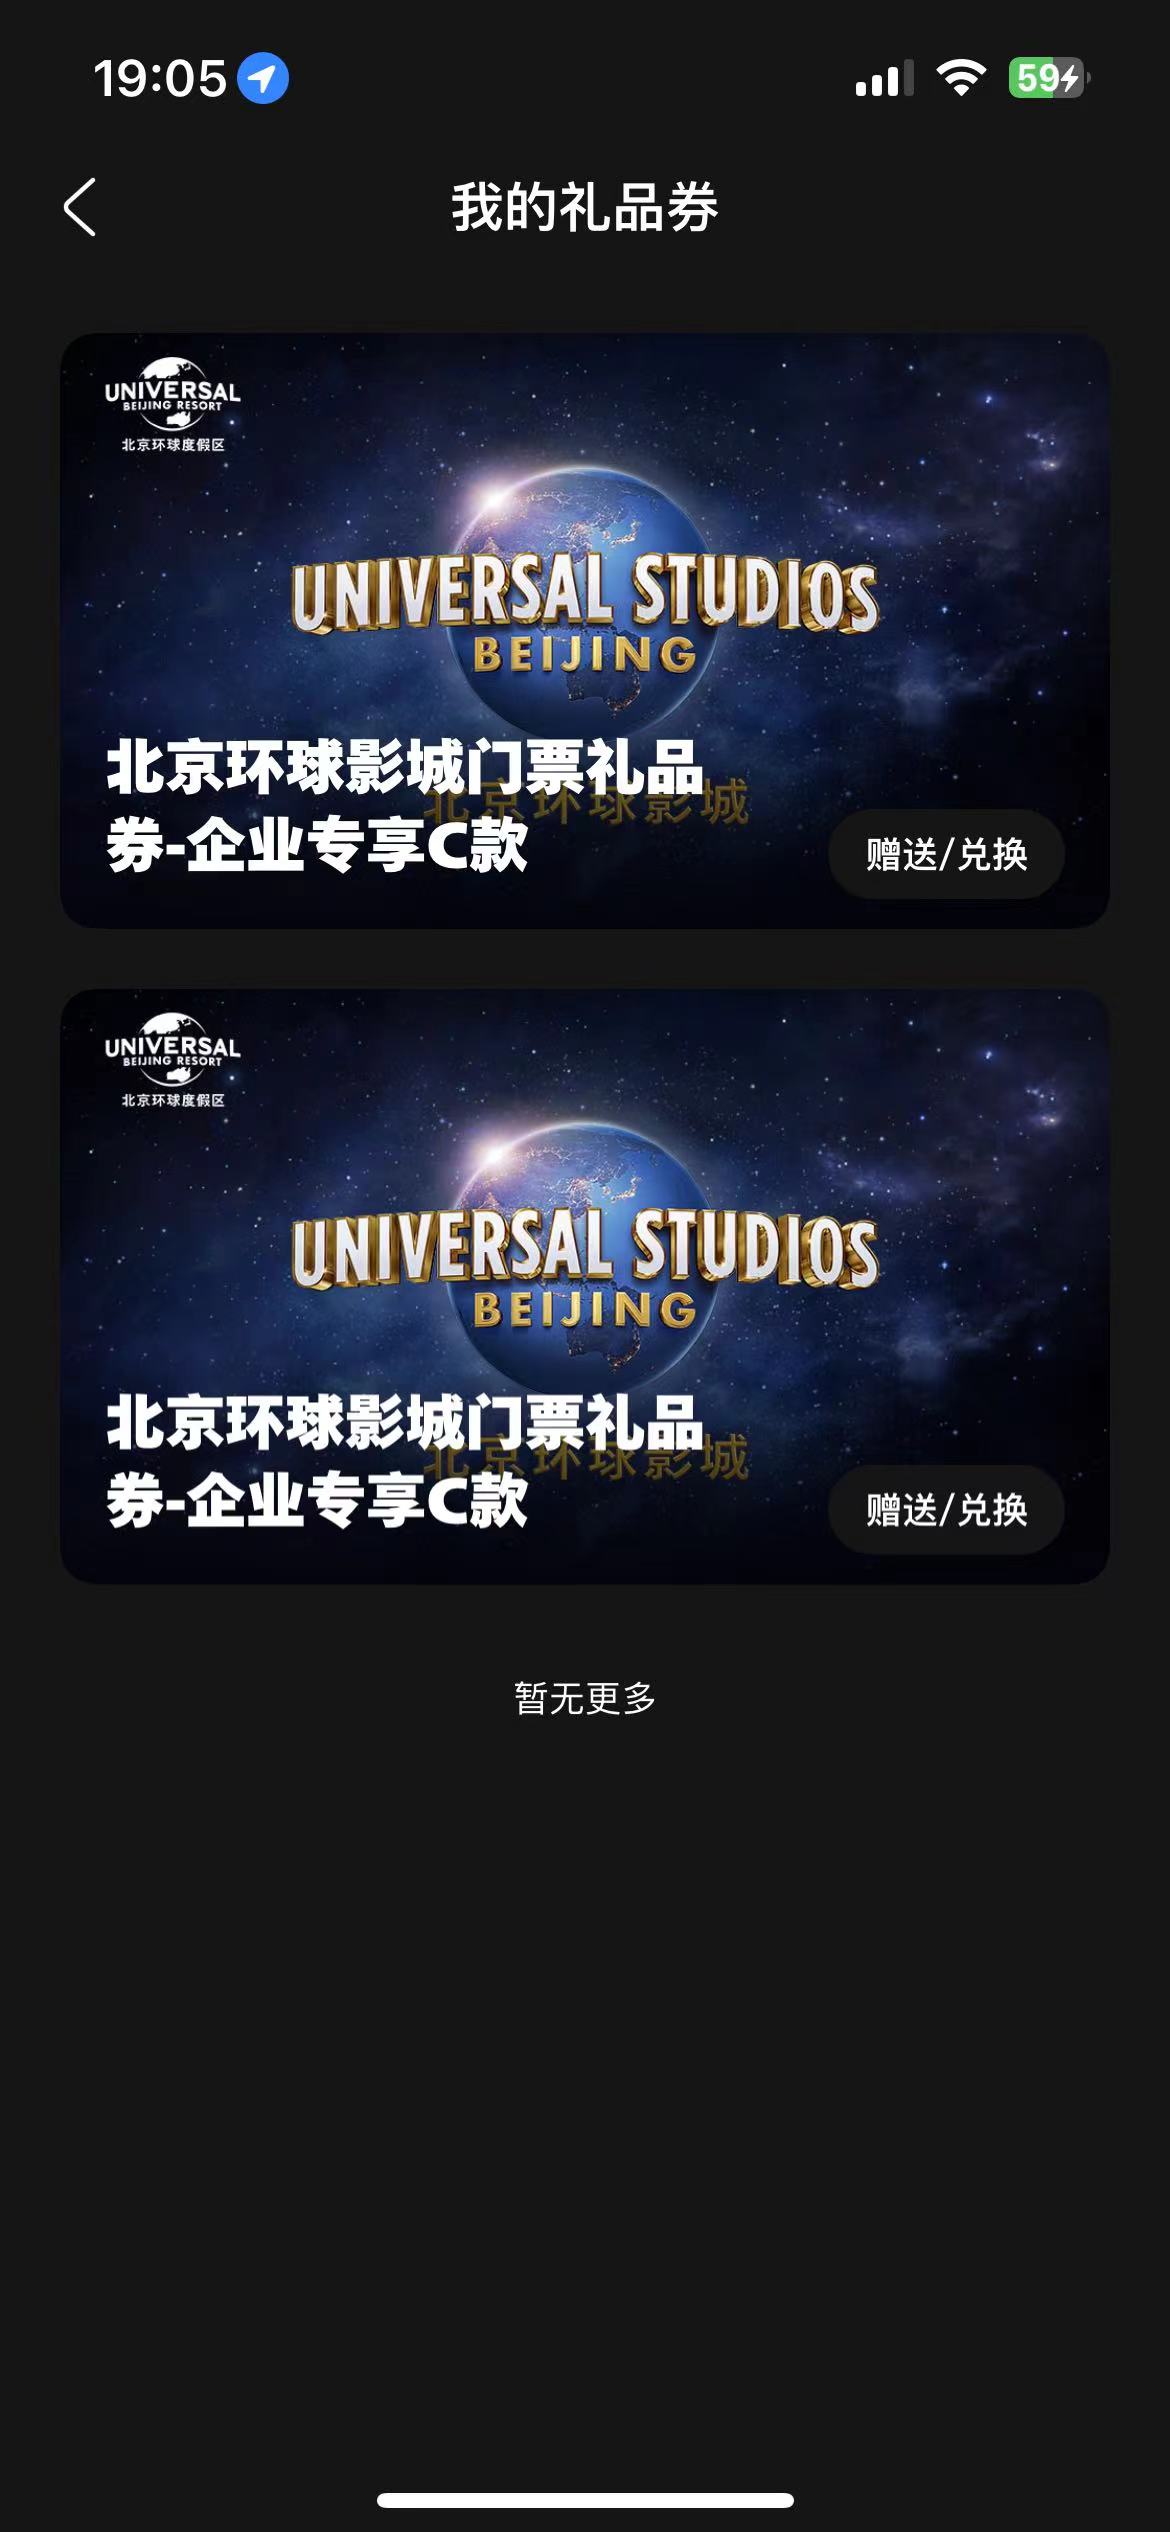 19:05
59
我的礼品券
UNIVERSAL
BEIJING RESORT
北京环球度假区
UNIVERSAL STUDIOS
BEIJING
北京环球影城
北京环球影城门票礼品
券-企业专享C款
赠送/兑换
UNIVERSAL
BEIJING RESORT
北京环球度假区
UNIVERSAL STUDIOS
BEIJING
北京环球影城
北京环球影城门票礼品
券-企业专享C款
赠送/兑换
暂无更多